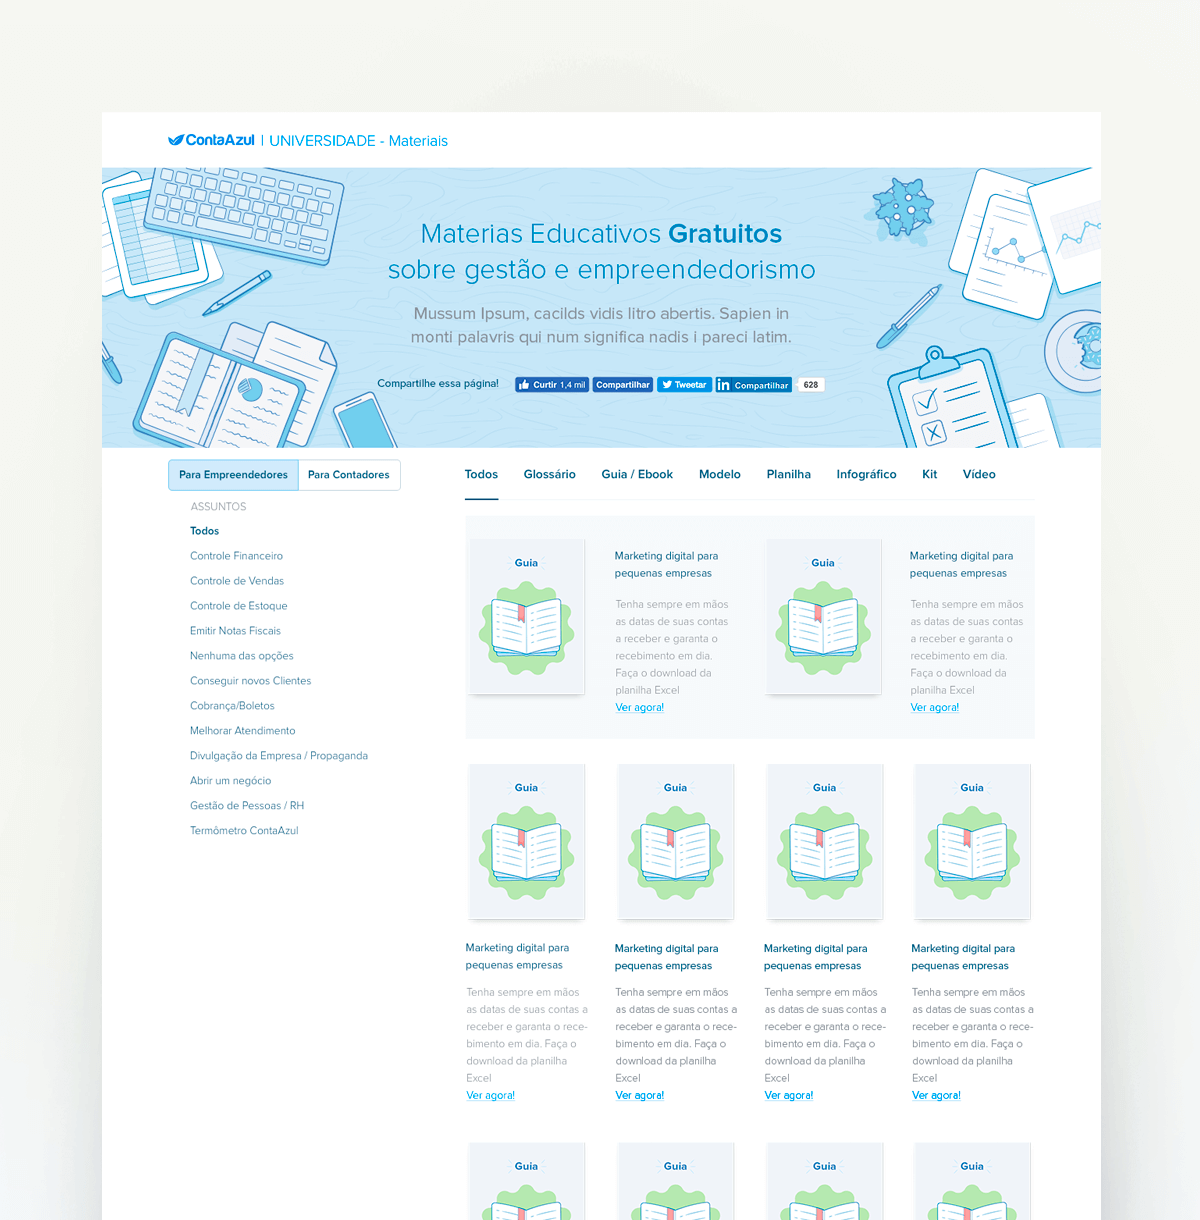 ContaAzul | UNIVERSIDADE - Materiais
Materias Educativos Gratuitos
sobre gestão e empreendedorismo
Mussum Ipsum, cacilds vidis litro abertis. Sapien in
monti palavris qui num significa nadis i pareci latim.
Compartilhe essa página!
Curtir 1,4 mil
Compartilhar
Tweetar
in Compartilhar
628
Para Empreendedores
Para Contadores
Todos
Glossário
Guia / Ebook
Modelo
Planilha
Infográfico
Kit
Vídeo
ASSUNTOS
Todos
Controle Financeiro
Controle de Vendas
Controle de Estoque
Emitir Notas Fiscais
Nenhuma das opções
Conseguir novos Clientes
Cobrança/Boletos
Melhorar Atendimento
Divulgação da Empresa / Propaganda
Abrir um negócio
Gestão de Pessoas / RH
Termômetro ContaAzul
Guia
Marketing digital para
pequenas empresas
Tenha sempre em mãos
as datas de suas contas
a receber e garanta o
recebimento em dia.
Faça o download da
planilha Excel
Ver agora!
Guia
Marketing digital para
pequenas empresas
Tenha sempre em mãos
as datas de suas contas
a receber e garanta o
recebimento em dia.
Faça o download da
planilha Excel
Ver agora!
Guia
Marketing digital para
pequenas empresas
Tenha sempre em mãos
as datas de suas contas a
receber e garanta o rece-
bimento em dia. Faça o
download da planilha
Excel
Ver agora!
Guia
Marketing digital para
pequenas empresas
Tenha sempre em mãos
as datas de suas contas a
receber e garanta o rece-
bimento em dia. Faça o
download da planilha
Excel
Ver agora!
Guia
Marketing digital para
pequenas empresas
Tenha sempre em mãos
as datas de suas contas a
receber e garanta o rece-
bimento em dia. Faça o
download da planilha
Excel
Ver agora!
Guia
Marketing digital para
pequenas empresas
Tenha sempre em mãos
as datas de suas contas a
receber e garanta o rece-
bimento em dia. Faça o
download da planilha
Excel
Ver agora!
Guia
Guia
Guia
Guia